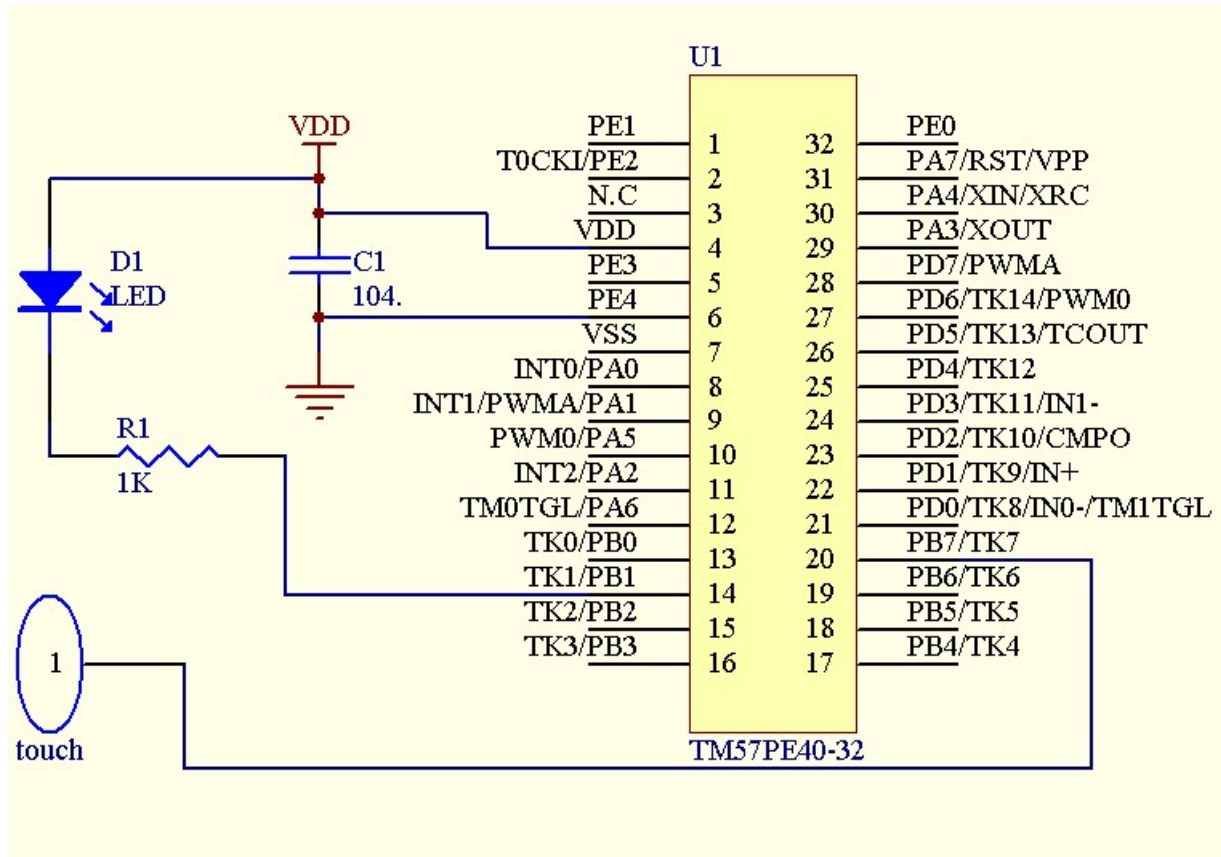 U1
VDD
D1
LED
C1
104.
R1
1K
1
touch
PE1 1
T0CKI/PE2 2
N.C 3
VDD 4
PE3 5
PE4 6
VSS 7
INT0/PA0 8
INT1/PWMA/PA1 9
PWM0/PA5 10
INT2/PA2 11
TM0TGL/PA6 12
TK0/PB0 13
TK1/PB1 14
TK2/PB2 15
TK3/PB3 16
32 PE0
31 PA7/RST/VPP
30 PA4/XIN/XRC
29 PA3/XOUT
28 PD7/PWMA
27 PD6/TK14/PWM0
26 PD5/TK13/TCOUT
25 PD4/TK12
24 PD3/TK11/IN1-
23 PD2/TK10/CMPO
22 PD1/TK9/IN+
21 PD0/TK8/IN0-/TM1TGL
20 PB7/TK7
19 PB6/TK6
18 PB5/TK5
17 PB4/TK4
TM57PE40-32